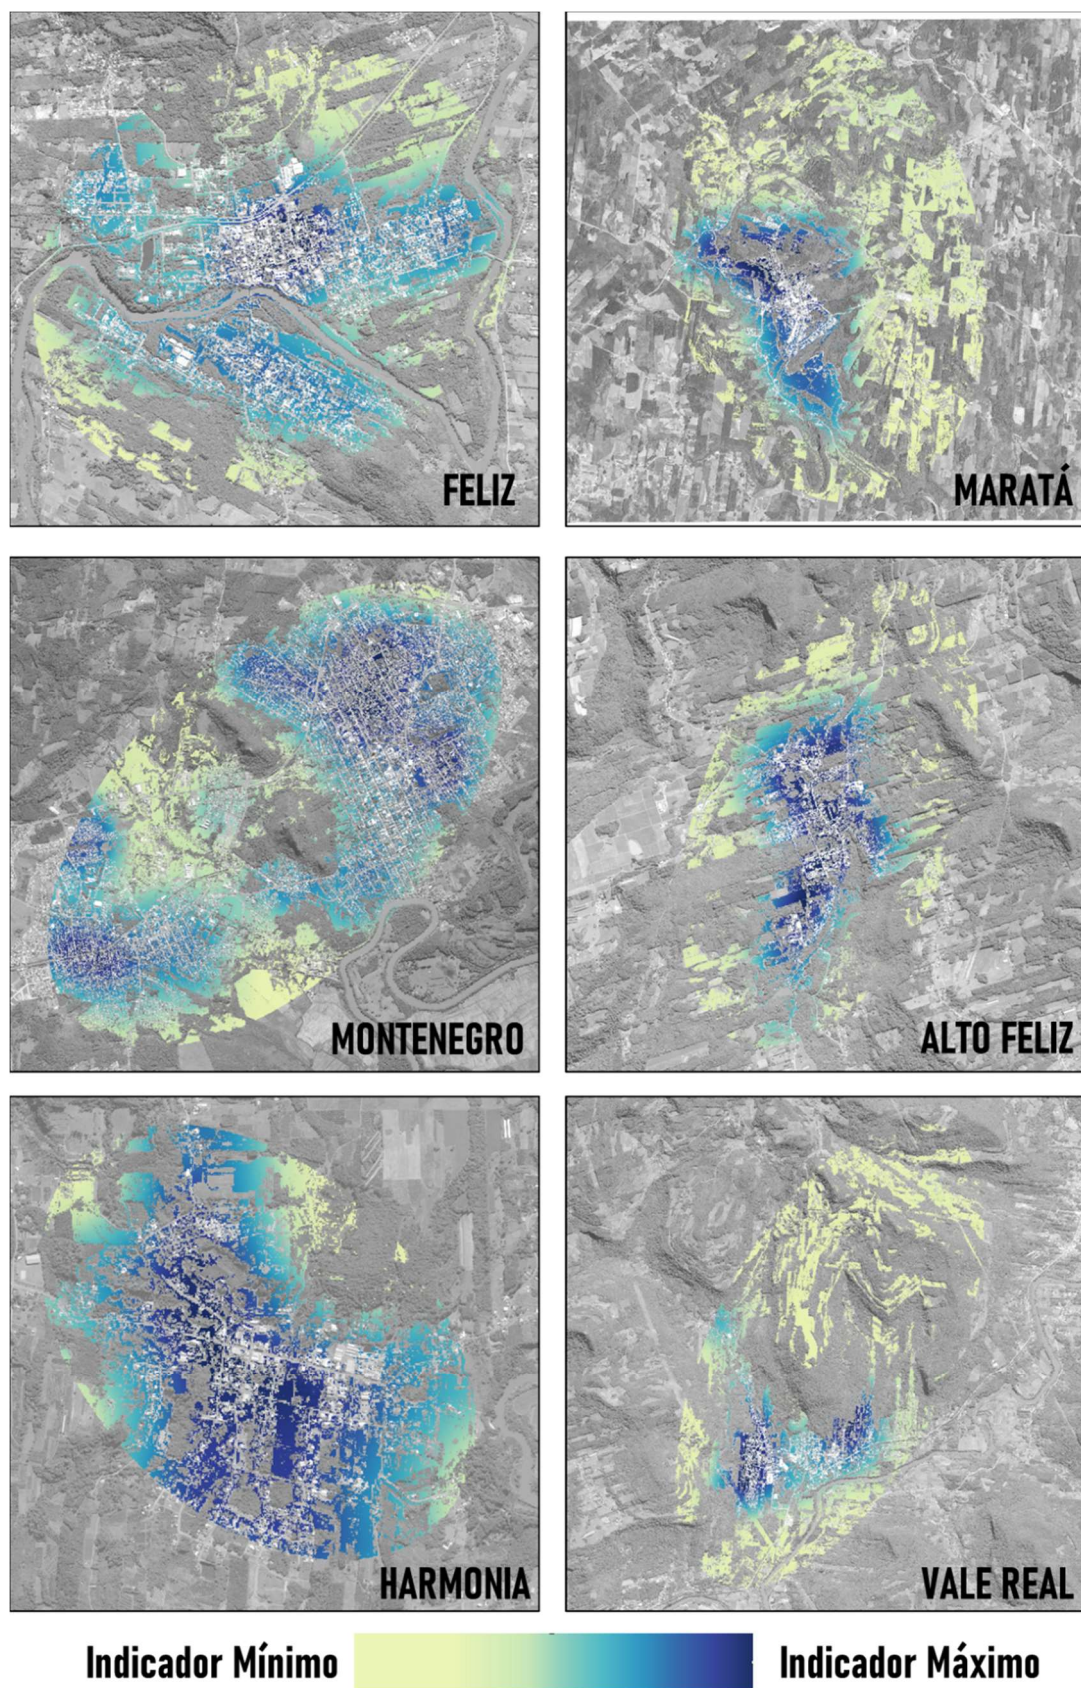 FELIZ
MARATÁ
MONTENEGRO
ALTO FELIZ
HARMONIA
VALE REAL
Indicador Mínimo
Indicador Máximo